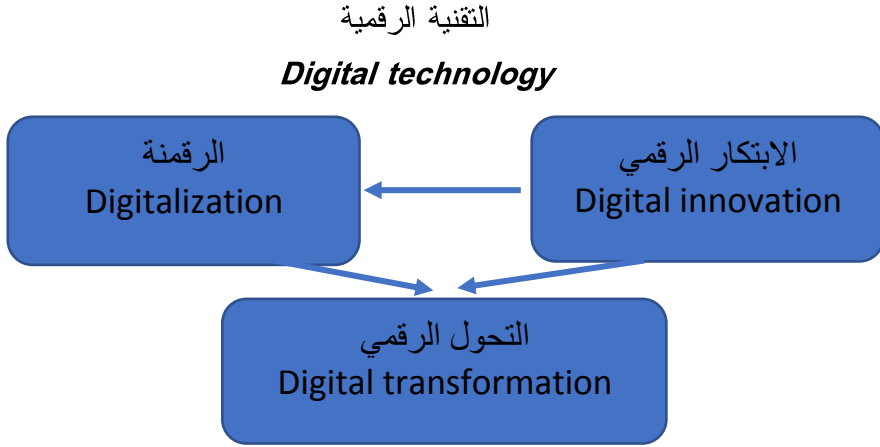 التقنية الرقمية
Digital technology
الابتكار الرقمي
Digital innovation
الرقمنة
Digitalization
التحول الرقمي
Digital transformation